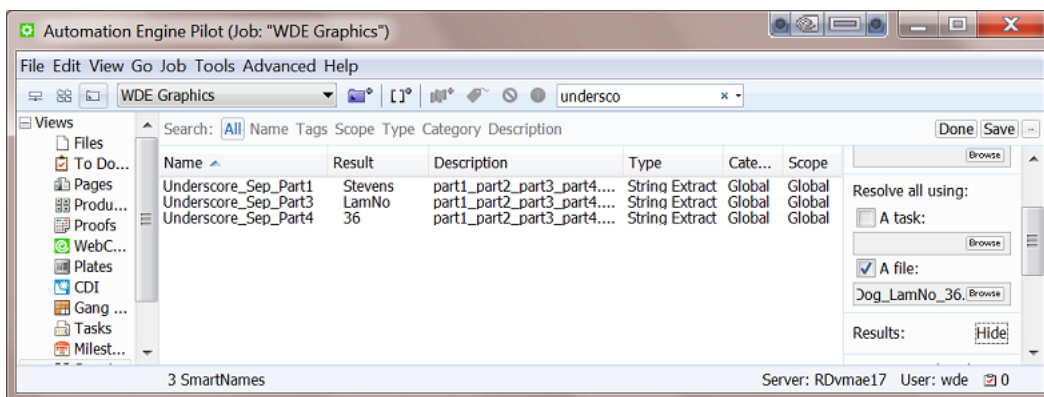 Automation Engine Pilot (Job: "WDE Graphics")
File Edit View Go Job Tools Advanced Help
WDE Graphics undersco
Views
Files
To Do...
Pages
Produ...
Proofs
WebC...
Plates
CDI
Gang ...
Tasks
Milest...
Search: All Name Tags Scope Type Category Description Done Save
Name Result Description Type Cate... Scope
Underscore_Sep_Part1 Stevens part1_part2_part3_part4.... String Extract Global Global
Underscore_Sep_Part3 LamNo part1_part2_part3_part4.... String Extract Global Global
Underscore_Sep_Part4 36 part1_part2_part3_part4.... String Extract Global Global
Browse
Resolve all using:
A task:
Browse
A file:
Dog_LamNo_36. Browse
Results: Hide
3 SmartNames Server: RDvmae17 User: wde 0